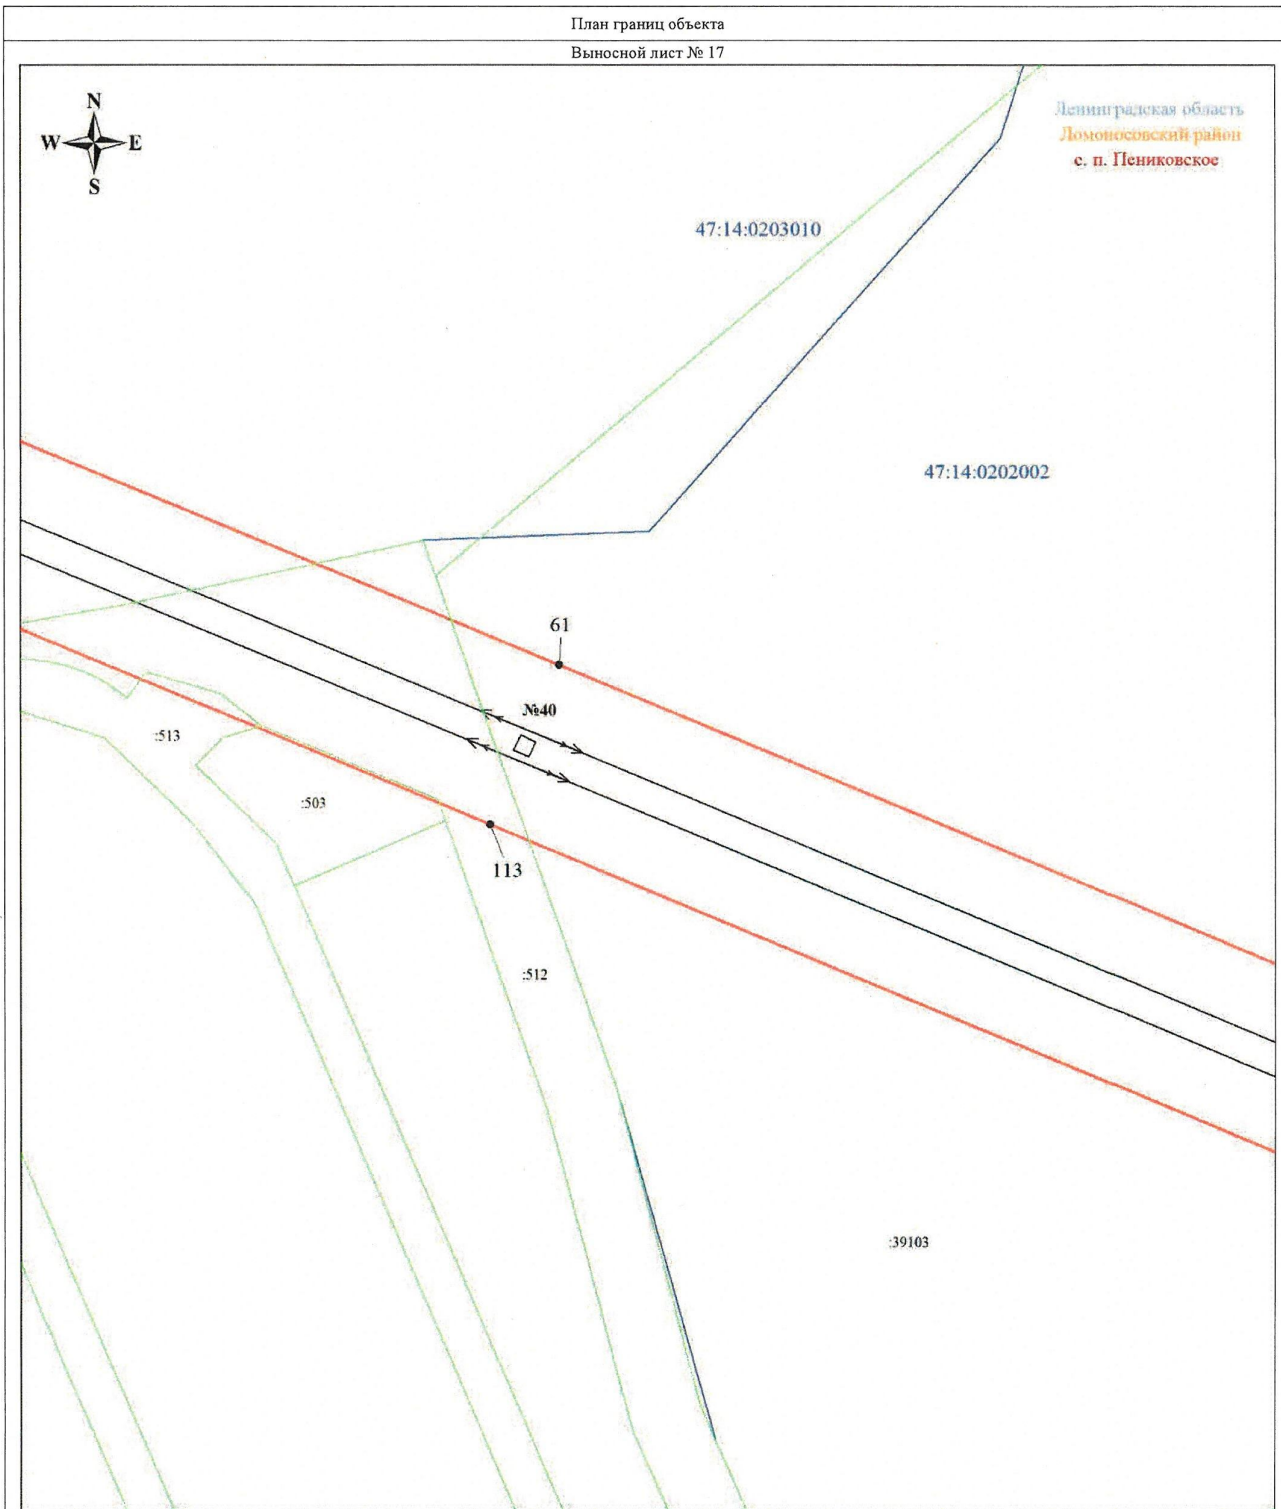 План границ объекта
Выносной лист № 17
N
W E
S
Ленинградская область
Ломоносовский район
с. п. Пениковское
47:14:0203010
47:14:0202002
61
№40
:513
:503
113
:512
:39103